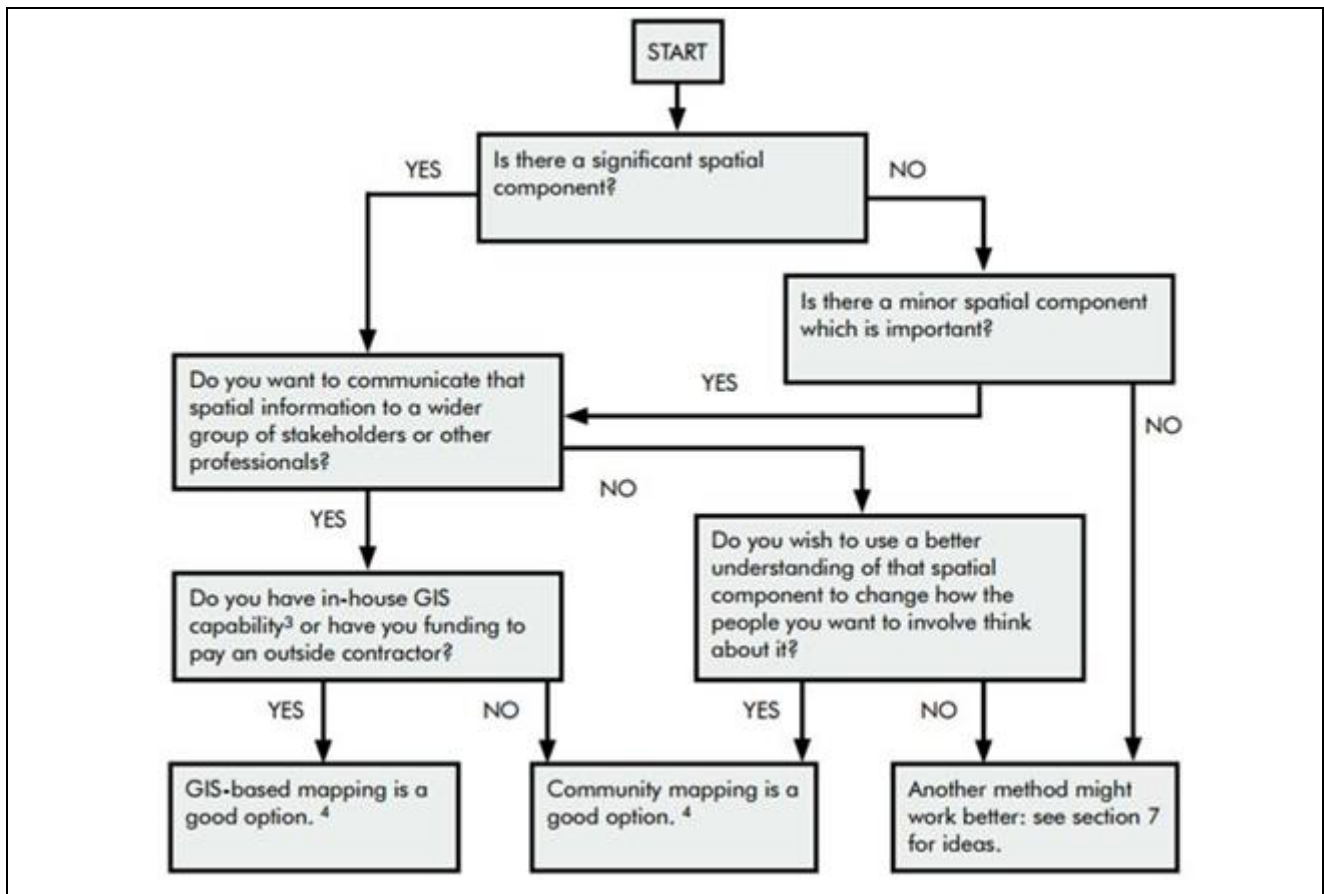 START
Is there a significant spatial
component?
YES
NO
Is there a minor spatial component
which is important?
Do you want to communicate that
spatial information to a wider
group of stakeholders or other
professionals?
YES
NO
NO
YES
Do you wish to use a better
understanding of that spatial
component to change how the
people you want to involve think
about it?
Do you have in-house GIS
capability³ or have you funding to
pay an outside contractor?
YES
NO
YES
NO
GIS-based mapping is a
good option. ⁴
Community mapping is a
good option. ⁴
Another method might
work better: see section 7
for ideas.